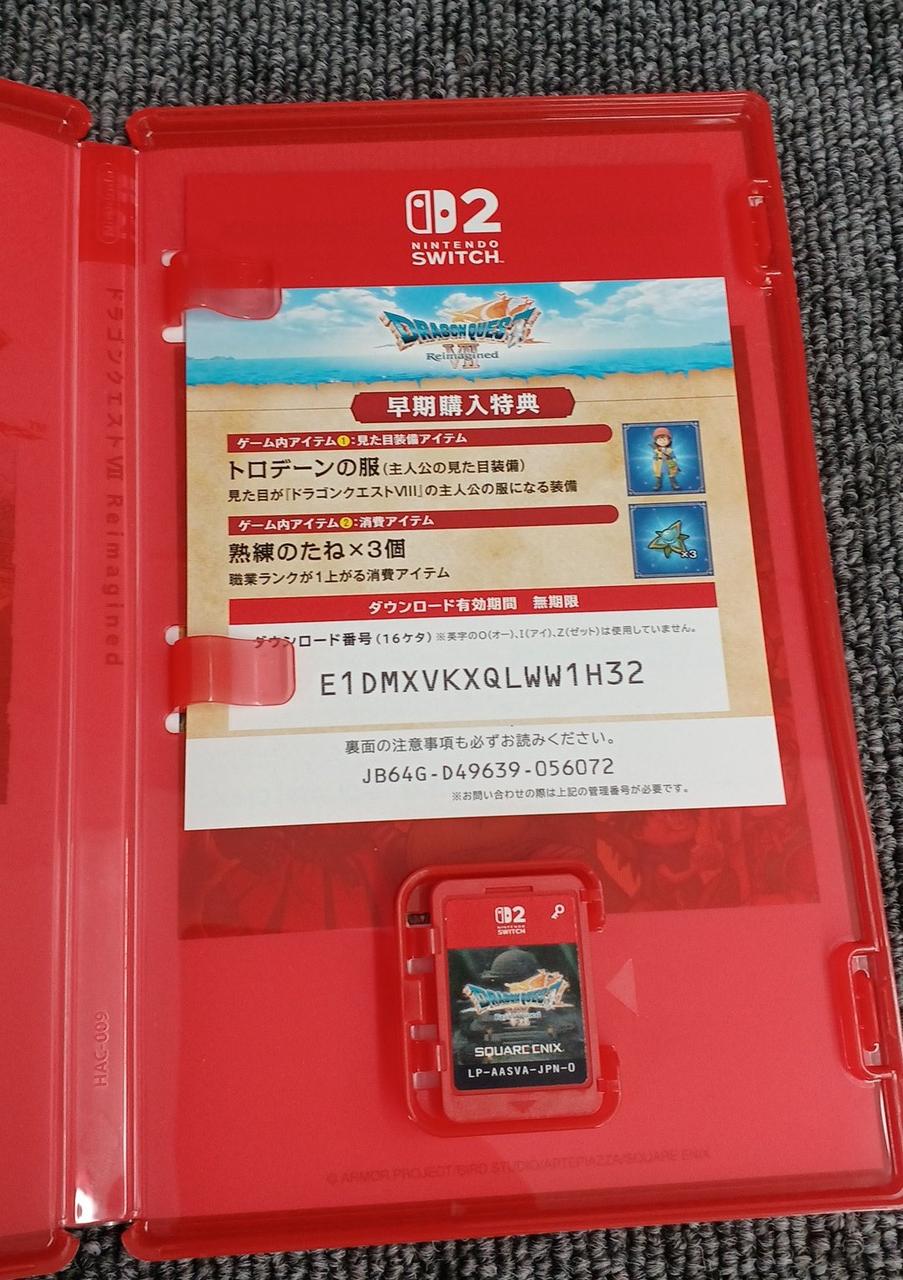 2
NINTENDO
SWITCH
DRAGON QUEST
VII
Reimagined
早期購入特典
ゲーム内アイテム①:見た目装備アイテム
トロデーンの服(主人公の見た目装備)
見た目が『ドラゴンクエストVIII』の主人公の服になる装備
ゲーム内アイテム②:消費アイテム
熟練のたね×3個
×3
職業ランクが1上がる消費アイテム
ダウンロード有効期間 無期限
ダウンロード番号(16ケタ)※英字のO(オー)、I(アイ)、Z(ゼット)は使用していません。
E1DMXVKXQLWW1H32
裏面の注意事項も必ずお読みください。
JB64G-D49639-056072
※お問い合わせの際は上記の管理番号が必要です。
ドラゴンクエスト VII Reimagined
HAC-009
2
NINTENDO
SWITCH
DRAGON QUEST
VII
Reimagined
SQUARE ENIX
LP-AASVA-JPN-0
© ARMOR PROJECT/BIRD STUDIO/ARTEPIAZZA/SQUARE ENIX